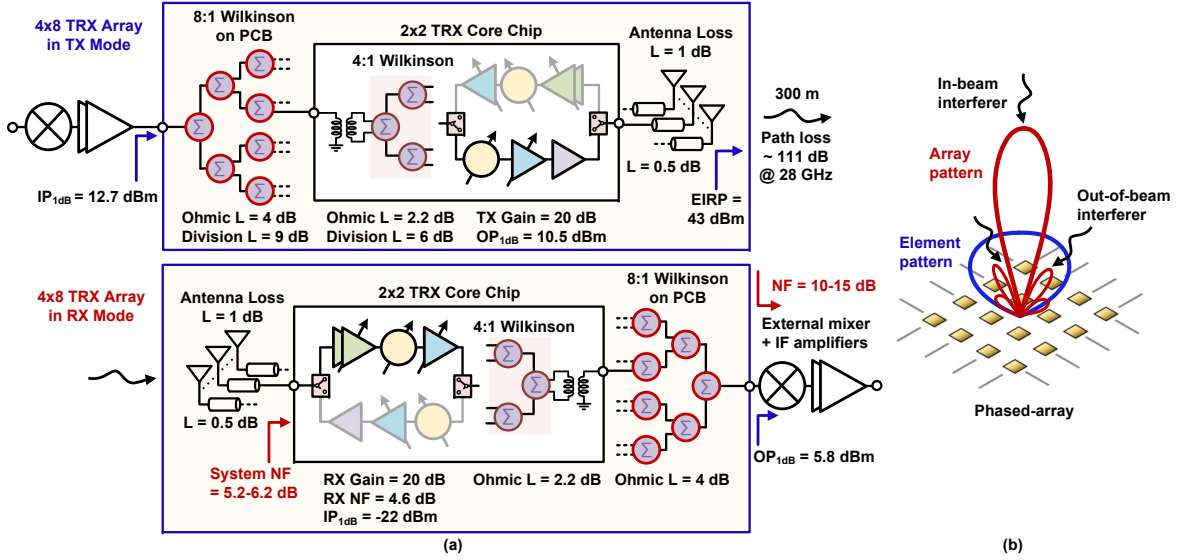 4x8 TRX Array
in TX Mode
8:1 Wilkinson
on PCB
2x2 TRX Core Chip
4:1 Wilkinson
Antenna Loss
L = 1 dB
Σ
Σ
Σ
Σ
Σ
Σ
Σ
Σ
Σ
Σ
L = 0.5 dB
IP1dB = 12.7 dBm
Ohmic L = 4 dB
Division L = 9 dB
Ohmic L = 2.2 dB
Division L = 6 dB
TX Gain = 20 dB
OP1dB = 10.5 dBm
EIRP =
43 dBm
300 m
Path loss
~ 111 dB
@ 28 GHz
4x8 TRX Array
in RX Mode
Antenna Loss
L = 1 dB
L = 0.5 dB
2x2 TRX Core Chip
4:1 Wilkinson
8:1 Wilkinson
on PCB
Σ
Σ
Σ
Σ
Σ
Σ
Σ
Σ
Σ
Σ
System NF
= 5.2-6.2 dB
RX Gain = 20 dB
RX NF = 4.6 dB
IP1dB = -22 dBm
Ohmic L = 2.2 dB
Ohmic L = 4 dB
NF = 10-15 dB
External mixer
+ IF amplifiers
OP1dB = 5.8 dBm
(a)
In-beam
interferer
Array
pattern
Out-of-beam
interferer
Element
pattern
Phased-array
(b)